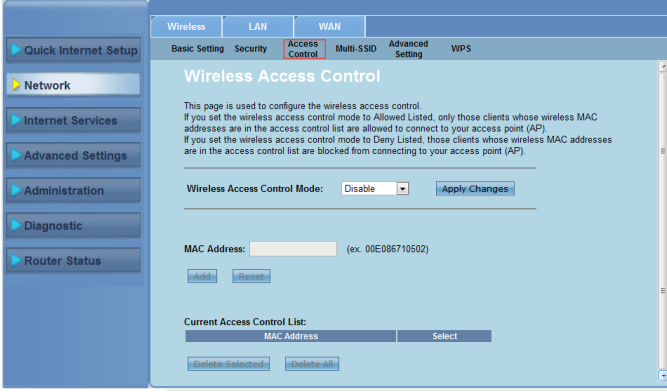 Wireless LAN WAN
Basic Setting Security Access Control Multi-SSID Advanced Setting WPS
Quick Internet Setup
Network
Internet Services
Advanced Settings
Administration
Diagnostic
Router Status
Wireless Access Control
This page is used to configure the wireless access control.
If you set the wireless access control mode to Allowed Listed, only those clients whose wireless MAC
addresses are in the access control list are allowed to connect to your access point (AP).
If you set the wireless access control mode to Deny Listed, those clients whose wireless MAC addresses
are in the access control list are blocked from connecting to your access point (AP).
Wireless Access Control Mode: Disable Apply Changes
MAC Address: (ex. 00E086710502)
Add Reset
Current Access Control List:
MAC Address Select
Delete Selected Delete All